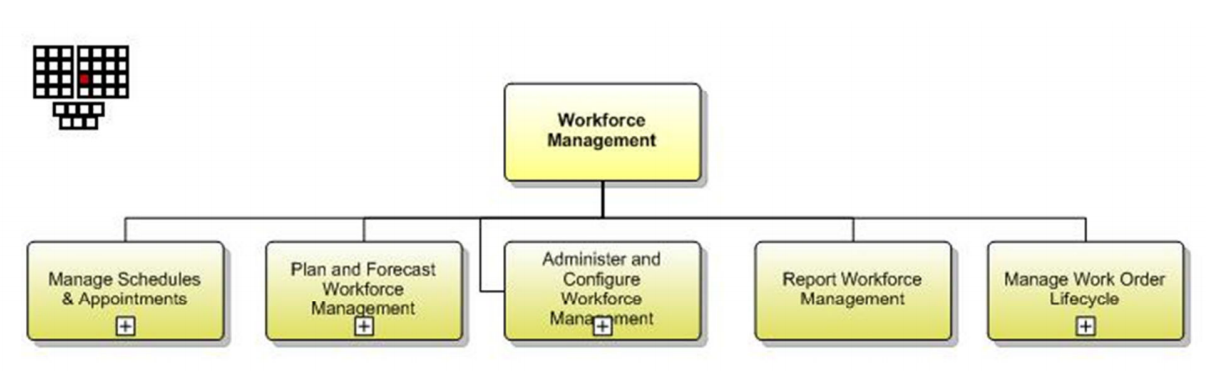 Workforce
Management
Manage Schedules
& Appointments
Plan and Forecast
Workforce
Management
Administer and
Configure
Workforce
Management
Report Workforce
Management
Manage Work Order
Lifecycle